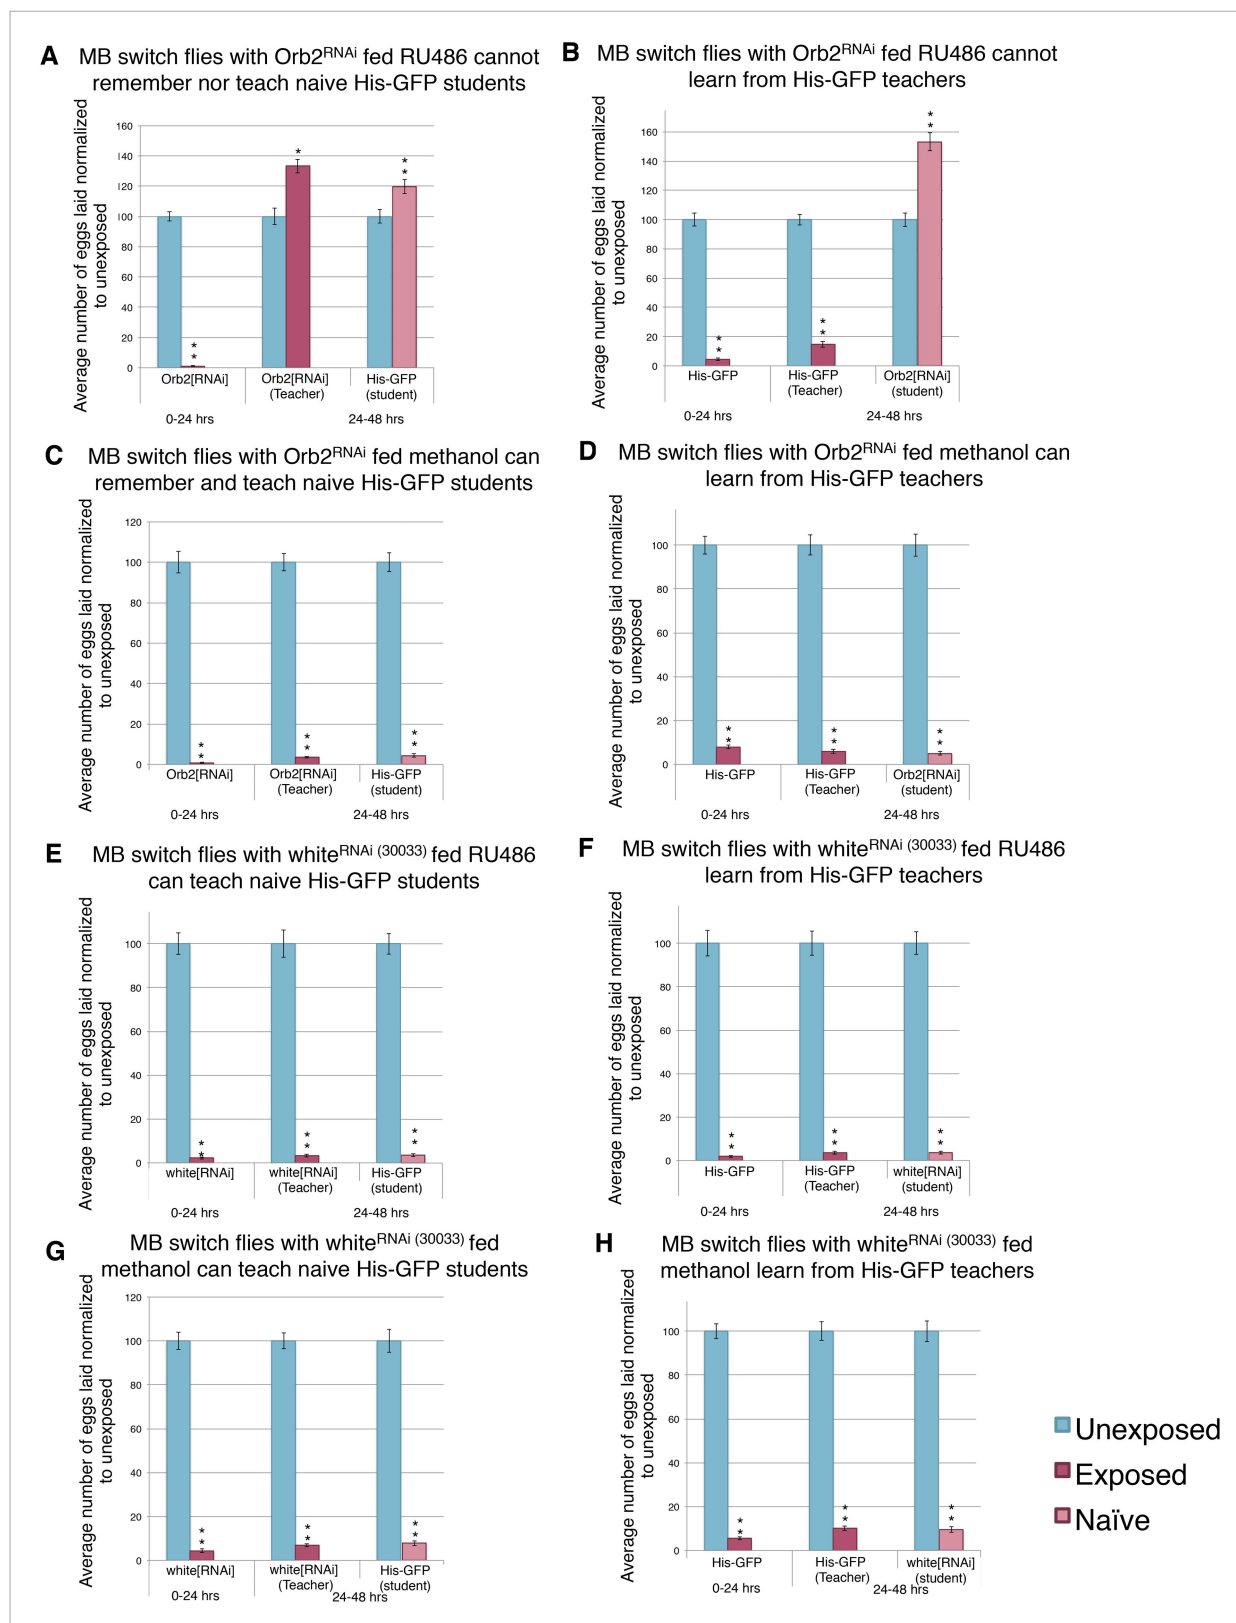 A MB switch flies with Orb2RNAi fed RU486 cannot
remember nor teach naive His-GFP students
Average number of eggs laid normalized
to unexposed
160
140
120
100
80
60
40
20
0
*
*
*
*
*
Orb2[RNAi]
Orb2[RNAi]
(Teacher)
His-GFP
(student)
0-24 hrs
24-48 hrs
B MB switch flies with Orb2RNAi fed RU486 cannot
learn from His-GFP teachers
Average number of eggs laid normalized
to unexposed
160
140
120
100
80
60
40
20
0
*
*
*
*
*
*
His-GFP
His-GFP
(Teacher)
Orb2[RNAi]
(student)
0-24 hrs
24-48 hrs
C MB switch flies with Orb2RNAi fed methanol can
remember and teach naive His-GFP students
Average number of eggs laid normalized
to unexposed
120
100
80
60
40
20
0
*
*
*
*
*
*
Orb2[RNAi]
Orb2[RNAi]
(Teacher)
His-GFP
(student)
0-24 hrs
24-48 hrs
D MB switch flies with Orb2RNAi fed methanol can
learn from His-GFP teachers
Average number of eggs laid normalized
to unexposed
100
80
60
40
20
0
*
*
*
*
*
*
His-GFP
His-GFP
(Teacher)
Orb2[RNAi]
(student)
0-24 hrs
24-48 hrs
E MB switch flies with whiteRNAi (30033) fed RU486
can teach naive His-GFP students
Average number of eggs laid normalized
to unexposed
100
80
60
40
20
0
*
*
*
*
*
*
white[RNAi]
white[RNAi]
(Teacher)
His-GFP
(student)
0-24 hrs
24-48 hrs
F MB switch flies with whiteRNAi (30033) fed RU486
learn from His-GFP teachers
Average number of eggs laid normalized
to unexposed
100
80
60
40
20
0
*
*
*
*
*
*
His-GFP
His-GFP
(Teacher)
white[RNAi]
(student)
0-24 hrs
24-48 hrs
G MB switch flies with whiteRNAi (30033) fed
methanol can teach naive His-GFP students
Average number of eggs laid normalized
to unexposed
120
100
80
60
40
20
0
*
*
*
*
*
*
white[RNAi]
white[RNAi]
(Teacher)
His-GFP
(student)
0-24 hrs
24-48 hrs
H MB switch flies with whiteRNAi (30033) fed
methanol learn from His-GFP teachers
Average number of eggs laid normalized
to unexposed
100
80
60
40
20
0
*
*
*
*
*
*
His-GFP
His-GFP
(Teacher)
white[RNAi]
(student)
0-24 hrs
24-48 hrs
Unexposed
Exposed
Naïve